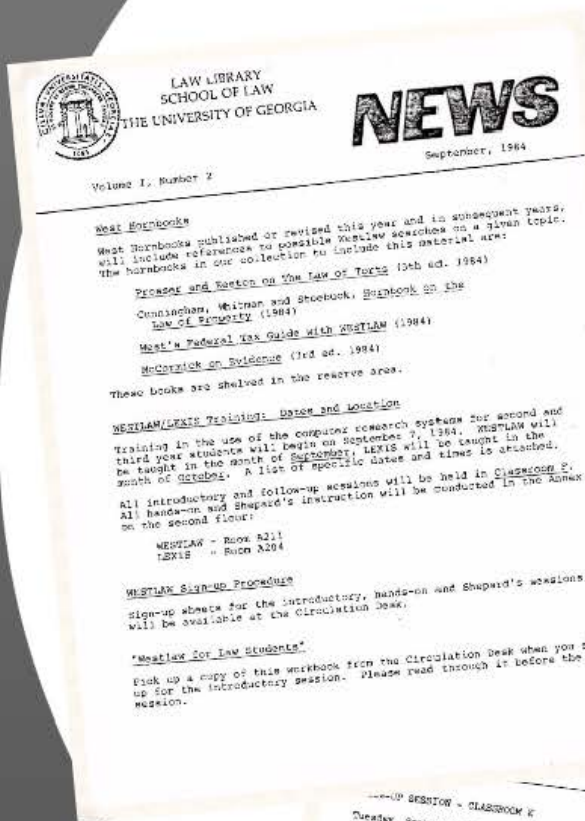 LAW LIBRARY
SCHOOL OF LAW
THE UNIVERSITY OF GEORGIA
NEWS
September, 1984
Volume I, Number 2
West Hornbooks
West Hornbooks published or revised this year and in subsequent years,
will include references to possible Westlaw searches on a given topic.
The hornbooks in our collection to include this material are:
Prosser and Keeton on The Law of Torts (5th ed. 1984)
Cunningham, Whitman and Stoebuck, Hornbook on the
Law of Property (1984)
West's Federal Tax Guide with WESTLAW (1984)
McCormick on Evidence (3rd ed. 1984)
These books are shelved in the reserve area.
WESTLAW/LEXIS Training: Dates and Location
Training in the use of the computer research systems for second and
third year students will begin on September 7, 1984. WESTLAW will
be taught in the month of September, LEXIS will be taught in the
month of October. A list of specific dates and times is attached.
All introductory and follow-up sessions will be held in Classroom F.
All hands-on and Shepard's instruction will be conducted in the Annex
on the second floor:
WESTLAW - Room A211
LEXIS - Room A204
WESTLAW Sign-up Procedure
Sign-up sheets for the introductory, hands-on and Shepard's sessions
will be available at the Circulation Desk.
"Westlaw for Law Students"
Pick up a copy of this workbook from the Circulation Desk when you
up for the introductory session. Please read through it before the
session.
SESSION - CLASSROOM K
Tuesday,